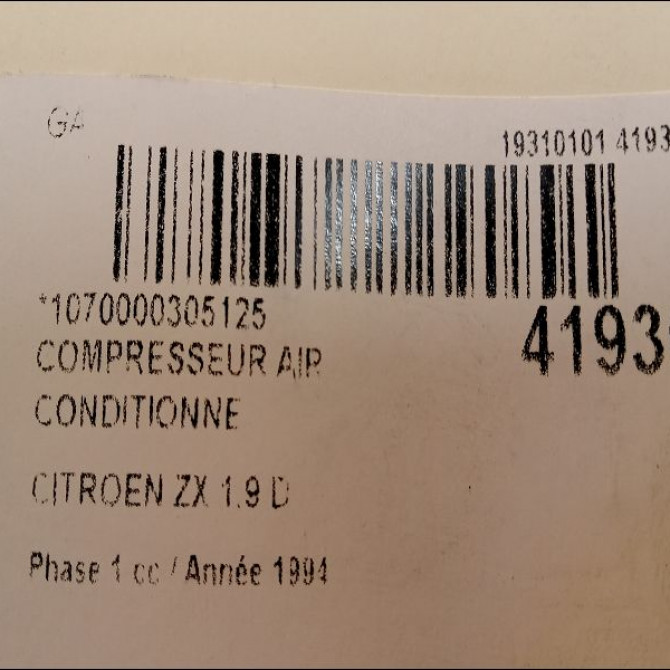 GA
19310101 4193
*1070000305125
4193
COMPRESSEUR AIR
CONDITIONNE
CITROEN ZX 1.9 D
Phase 1 cc / Année 1994